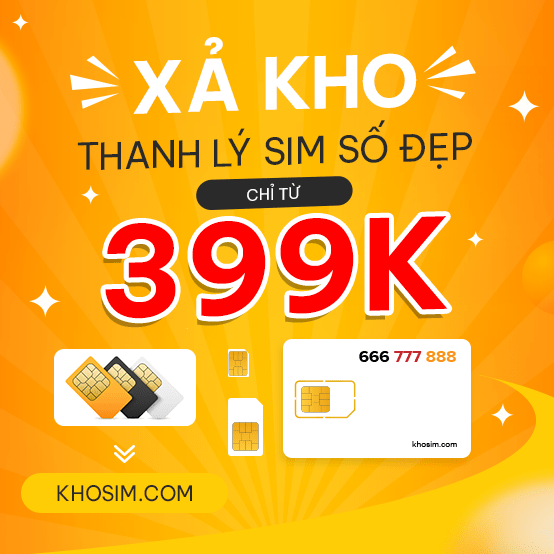 XẢ KHO
THANH LÝ SIM SỐ ĐẸP
CHỈ TỪ
399K
666 777 888
khosim.com
KHOSIM.COM